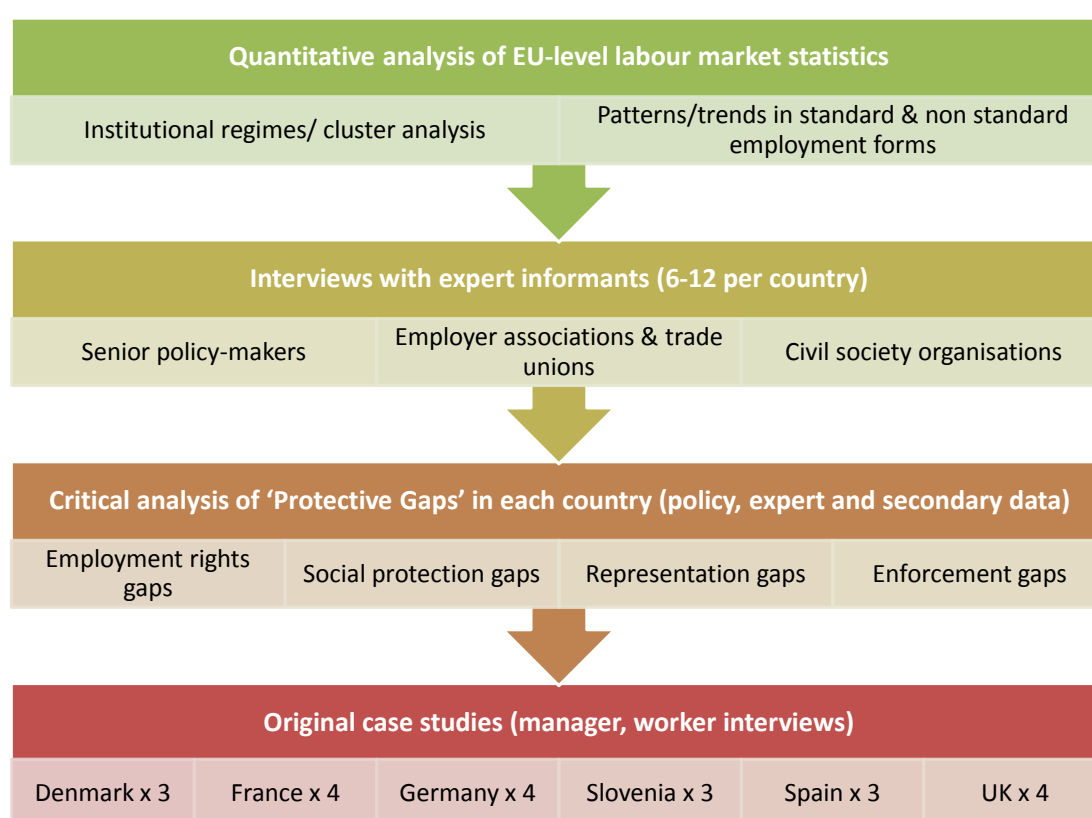 Quantitative analysis of EU-level labour market statistics
Institutional regimes/ cluster analysis
Patterns/trends in standard & non standard
employment forms
Interviews with expert informants (6-12 per country)
Senior policy-makers
Employer associations & trade
unions
Civil society organisations
Critical analysis of ‘Protective Gaps’ in each country (policy, expert and secondary data)
Employment rights
gaps
Social protection gaps
Representation gaps
Enforcement gaps
Original case studies (manager, worker interviews)
Denmark x 3
France x 4
Germany x 4
Slovenia x 3
Spain x 3
UK x 4